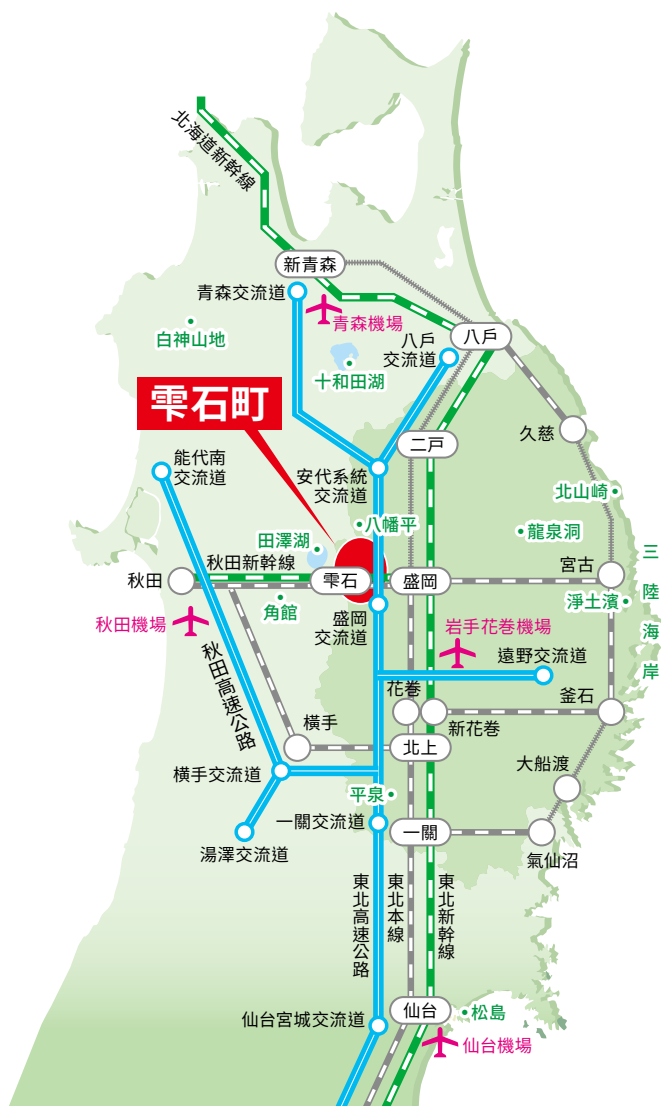 北海道新幹線
新青森
青森交流道
青森機場
八戶
八戶
交流道
白神山地
十和田湖
雫石町
二戸
久慈
能代南
交流道
安代系統
交流道
北山崎
八幡平
龍泉洞
田澤湖
秋田新幹線
宮古
三陸海岸
秋田
雫石
盛岡
角館
淨土濱
秋田機場
盛岡
交流道
岩手花巻機場
遠野交流道
秋田高速公路
花巻
釜石
新花巻
橫手
北上
大船渡
橫手交流道
平泉
一關交流道
一關
湯澤交流道
氣仙沼
東北高速公路
東北本線
東北新幹線
仙台宮城交流道
仙台
松島
仙台機場